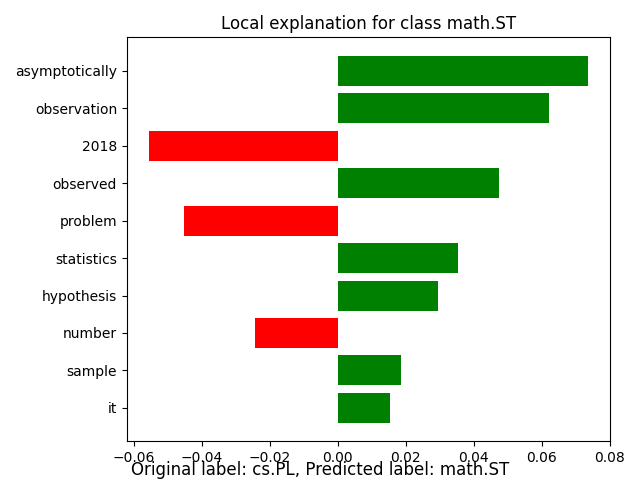 Local explanation for class math.ST
asymptotically
observation
2018
observed
problem
statistics
hypothesis
number
sample
it
−0.06 −0.04 −0.02 0.00 0.02 0.04 0.06 0.08
Original label: cs.PL, Predicted label: math.ST